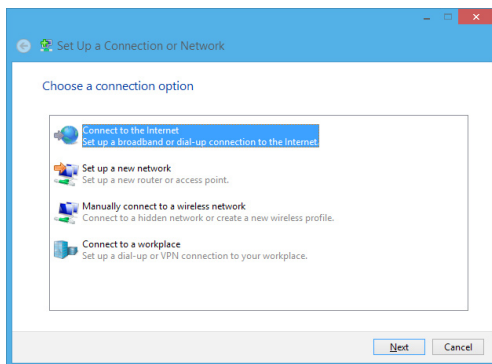 Set Up a Connection or Network
Choose a connection option
Connect to the Internet
Set up a broadband or dial-up connection to the Internet.
Set up a new network
Set up a new router or access point.
Manually connect to a wireless network
Connect to a hidden network or create a new wireless profile.
Connect to a workplace
Set up a dial-up or VPN connection to your workplace.
Next Cancel